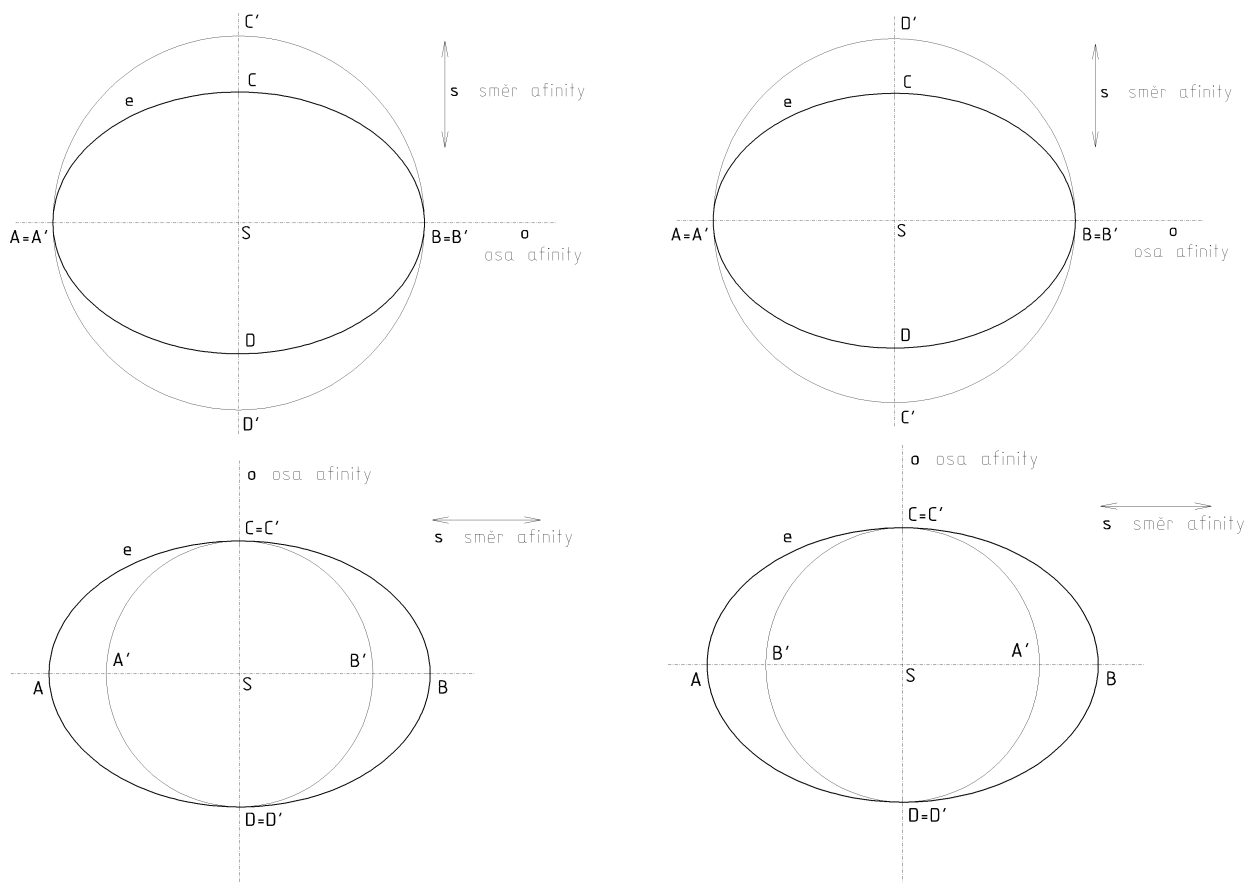 C'
C
e
s směr afinity
A=A'
S
B=B'
o
osa afinity
D
D'
D'
C
e
s směr afinity
A=A'
S
B=B'
o
osa afinity
D
C'
o osa afinity
C=C'
e
s směr afinity
A'
B'
A
S
B
D=D'
o osa afinity
C=C'
e
s směr afinity
B'
A'
A
S
B
D=D'